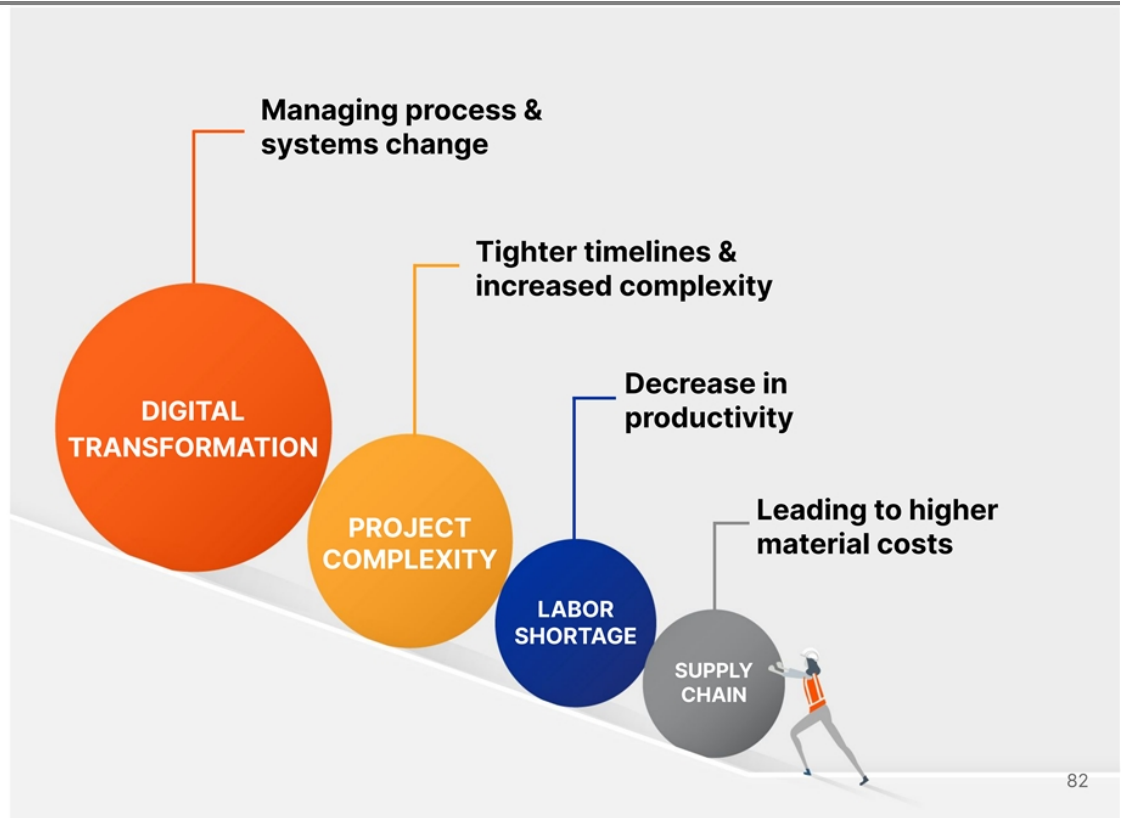 Managing process &
systems change
Tighter timelines &
increased complexity
Decrease in
productivity
Leading to higher
material costs
DIGITAL
TRANSFORMATION
PROJECT
COMPLEXITY
LABOR
SHORTAGE
SUPPLY
CHAIN
82